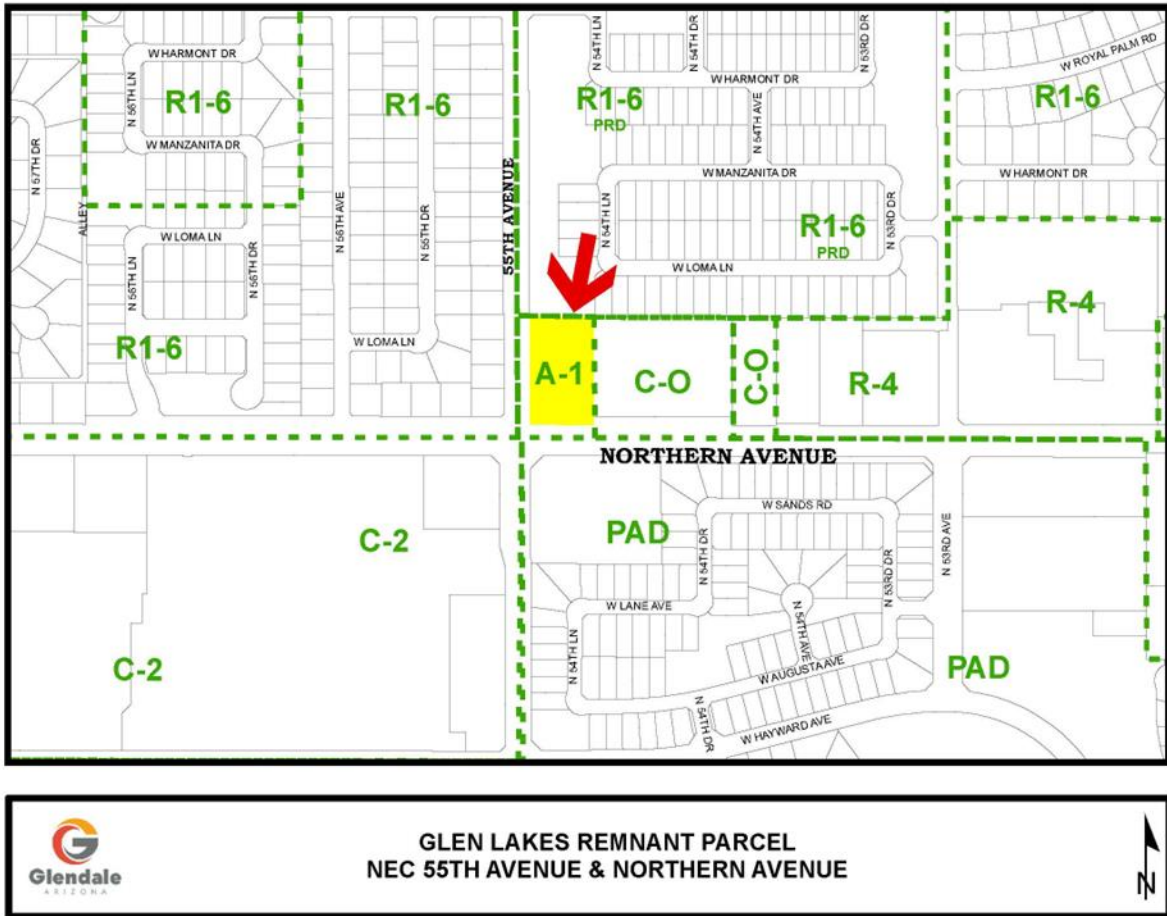 W HARMONT DR
N 56TH LN
R1-6
W MANZANITA DR
N 57TH DR
ALLEY
W LOMA LN
N 56TH LN
N 56TH DR
R1-6
R1-6
N 56TH AVE
N 55TH DR
W LOMA LN
55TH AVENUE
N 54TH LN
N 54TH DR
N 53RD DR
W HARMONT DR
R1-6
PRD
N 54TH AVE
W MANZANITA DR
N 54TH LN
R1-6
PRD
N 53RD DR
W LOMA LN
W ROYAL PALM RD
R1-6
W HARMONT DR
R-4
A-1
C-O
C-O
R-4
NORTHERN AVENUE
C-2
C-2
PAD
W SANDS RD
N 54TH DR
N 53RD DR
N 53RD AVE
W LANE AVE
N 54TH LN
N 54TH AVE
W AUGUSTA AVE
PAD
N 54TH DR
W HAYWARD AVE
Glendale
ARIZONA
GLEN LAKES REMNANT PARCEL
NEC 55TH AVENUE & NORTHERN AVENUE
N